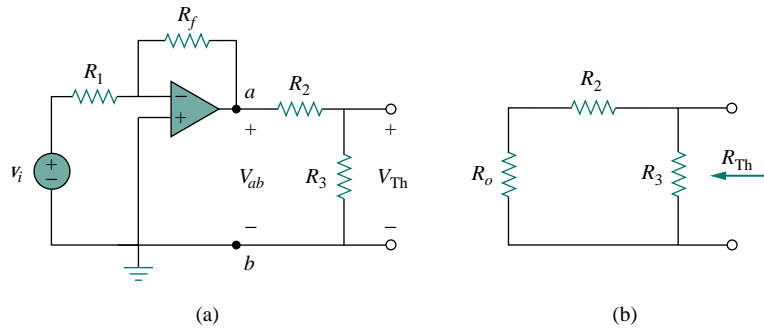 R_f
R_1
a
R_2
−
+
+
+
v_i
+
−
V_ab
R_3
V_Th
−
−
b
(a)
R_2
R_o
R_3
R_Th
(b)